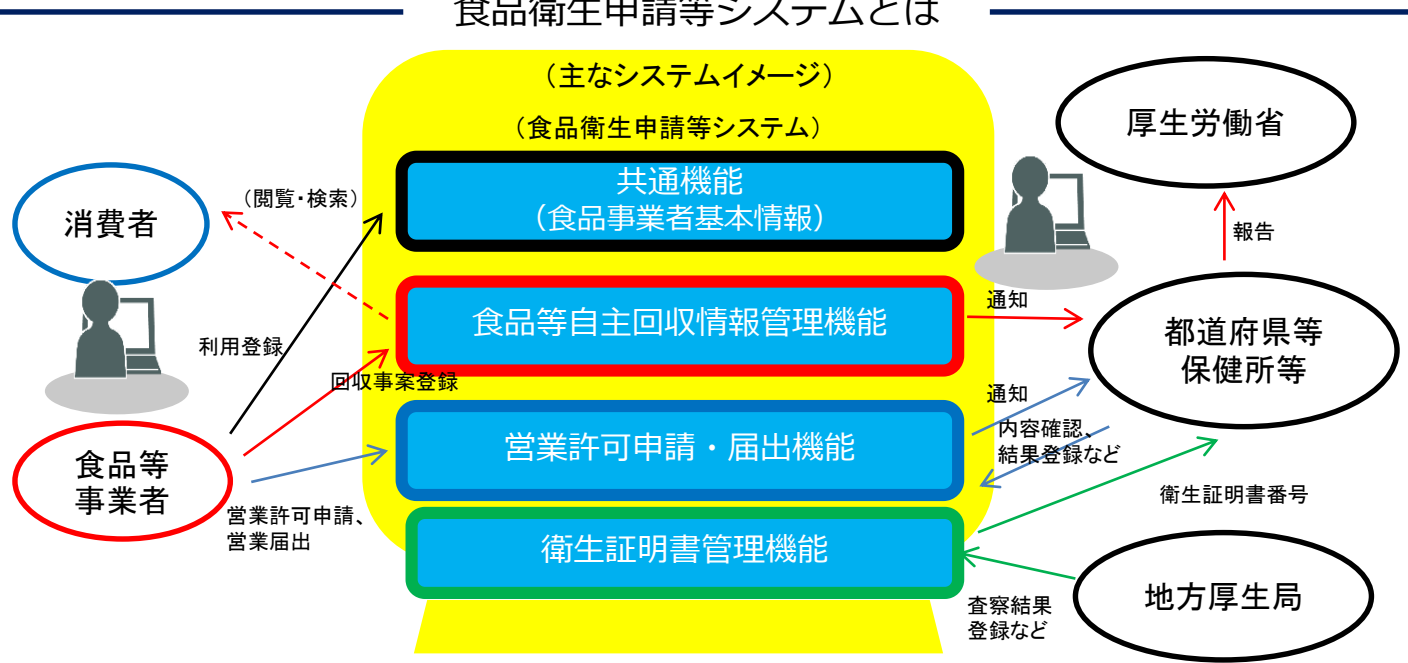 食品衛生申請等システムとは
（主なシステムイメージ）
（食品衛生申請等システム）
共通機能
（食品事業者基本情報）
食品等自主回収情報管理機能
営業許可申請・届出機能
衛生証明書管理機能
消費者
（閲覧・検索）
利用登録
回収事案登録
食品等
事業者
営業許可申請、
営業届出
厚生労働省
報告
通知
都道府県等
保健所等
通知
内容確認、
結果登録など
衛生証明書番号
地方厚生局
査察結果
登録など